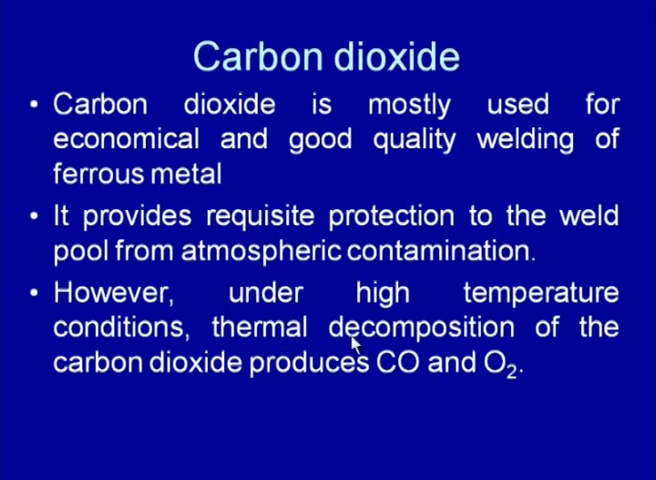 Carbon dioxide
• Carbon dioxide is mostly used for
economical and good quality welding of
ferrous metal
• It provides requisite protection to the weld
pool from atmospheric contamination.
• However, under high temperature
conditions, thermal decomposition of the
carbon dioxide produces CO and O₂.